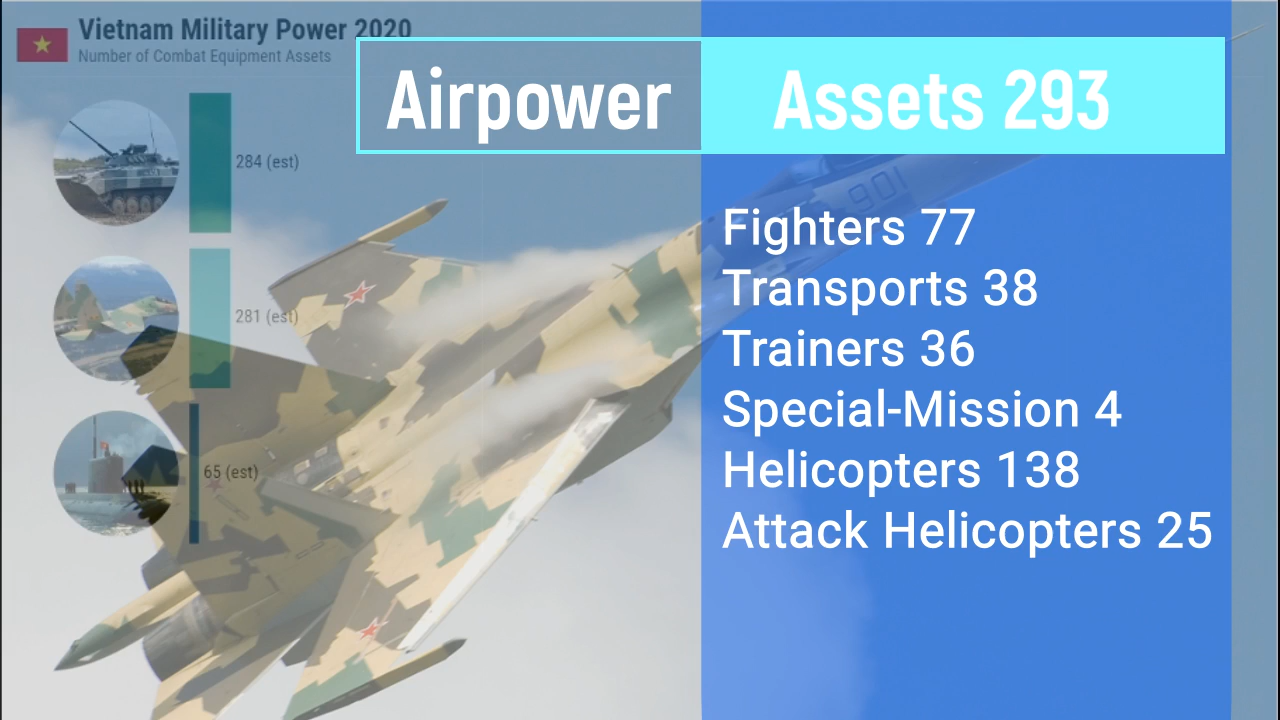 Vietnam Military Power 2020
Number of Combat Equipment Assets
Airpower Assets 293
284 (est)
281 (est)
65 (est)
901
Fighters 77
Transports 38
Trainers 36
Special-Mission 4
Helicopters 138
Attack Helicopters 25